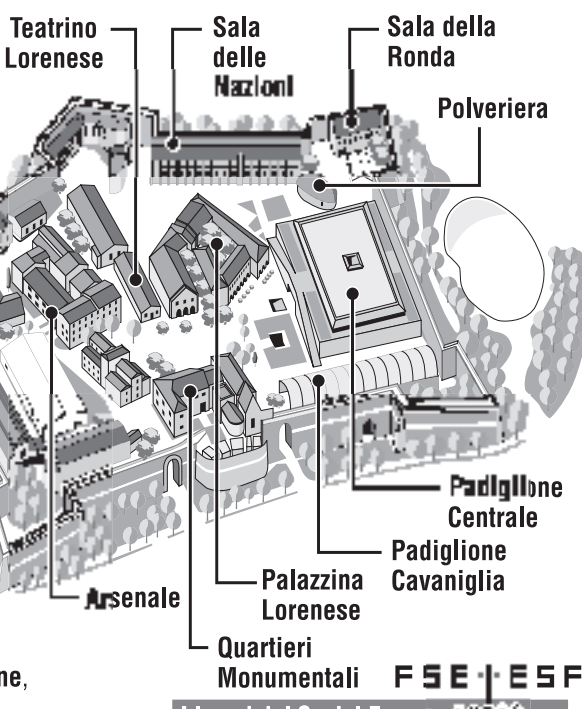 Teatrino
Lorenese
Sala
delle
Nazioni
Sala della
Ronda
Polveriera
Padiglione
Centrale
Padiglione
Cavaniglia
Palazzina
Lorenese
Arsenale
Quartieri
Monumentali
ne,
FSE ESF